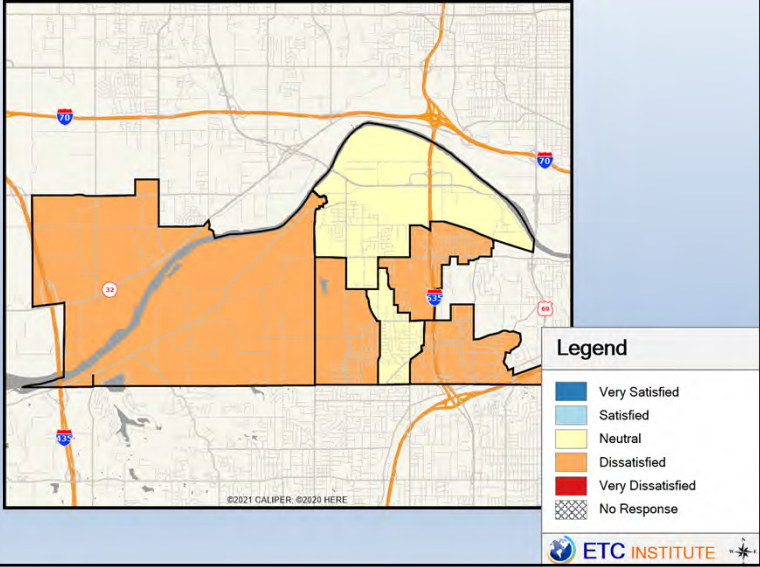 70
70
32
635
69
435
©2021 CALIPER; ©2020 HERE
Legend
Very Satisfied
Satisfied
Neutral
Dissatisfied
Very Dissatisfied
No Response
ETC INSTITUTE